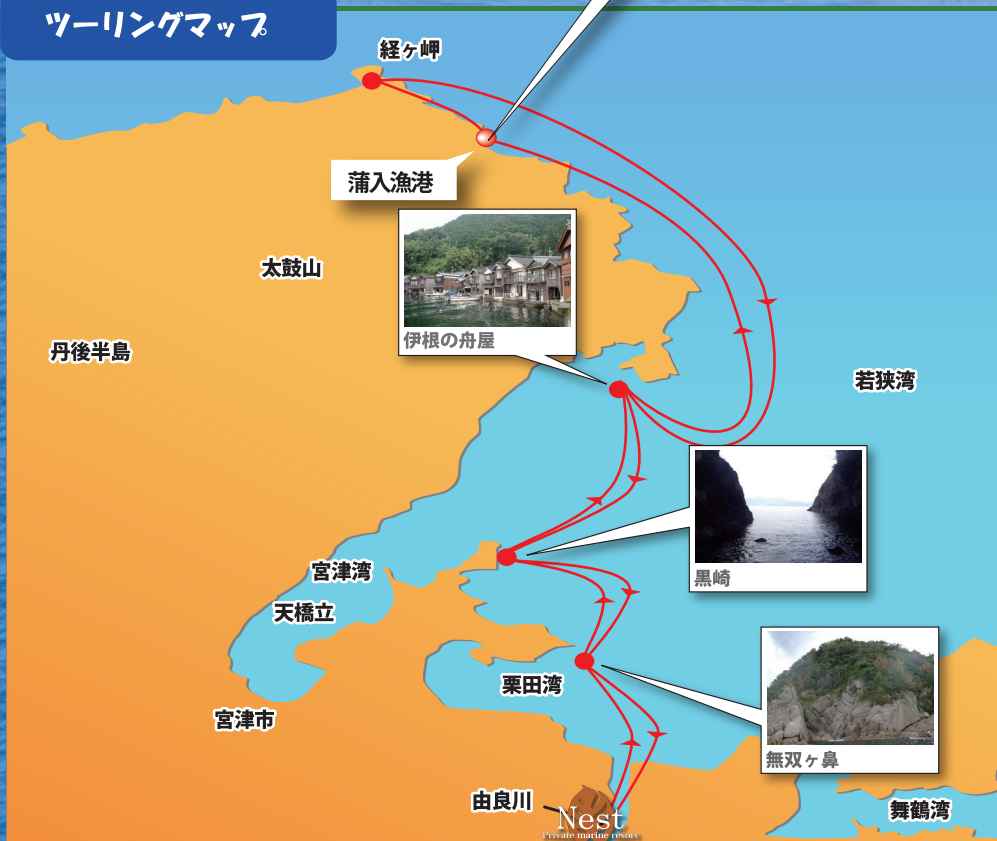 ツーリングマップ
経ヶ岬
蒲入漁港
太鼓山
伊根の舟屋
丹後半島
若狭湾
黒崎
宮津湾
天橋立
栗田湾
宮津市
無双ヶ鼻
由良川
舞鶴湾
Nest
Private marine resort